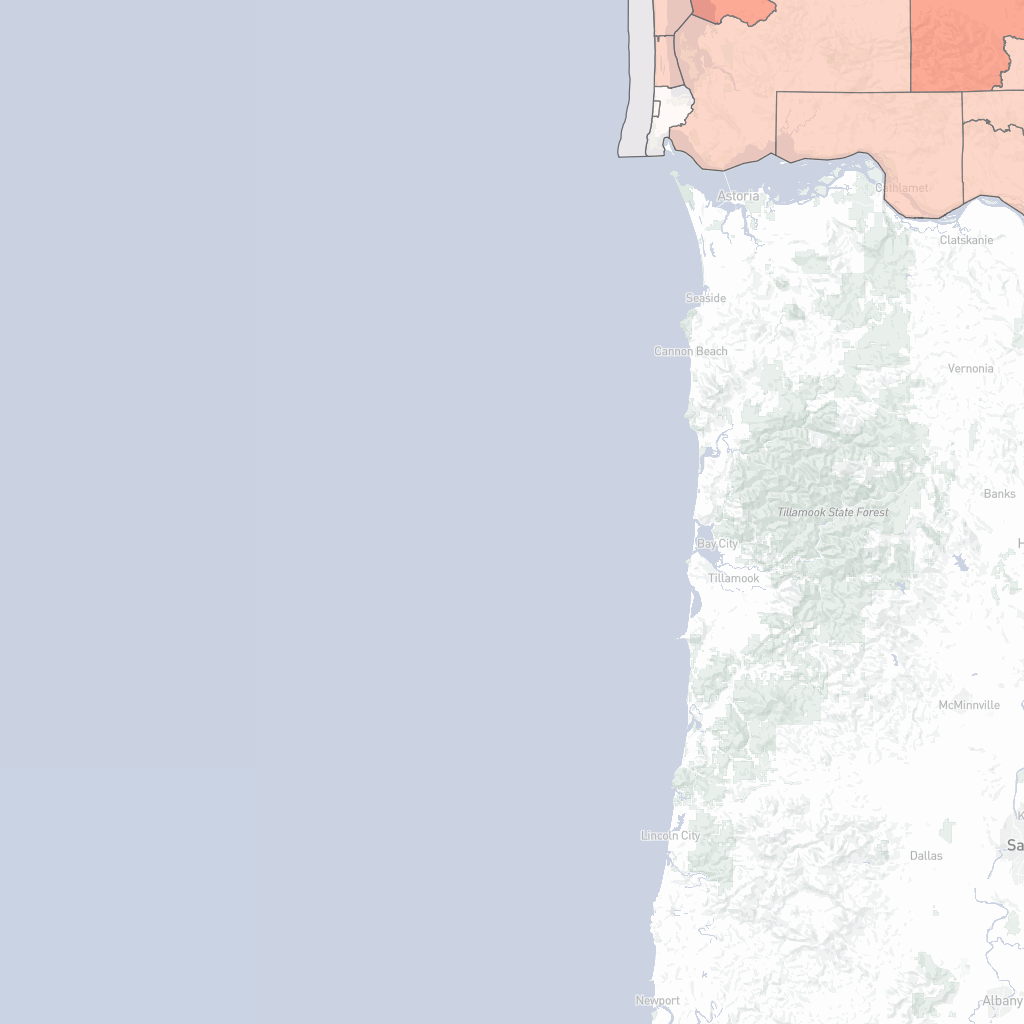 Cathlamet
Astoria
Clatskanie
Seaside
Cannon Beach
Vernonia
Banks
Tillamook State Forest
Bay City
H
Tillamook
McMinnville
Lincoln City
K
Sa
Dallas
Newport
Albany